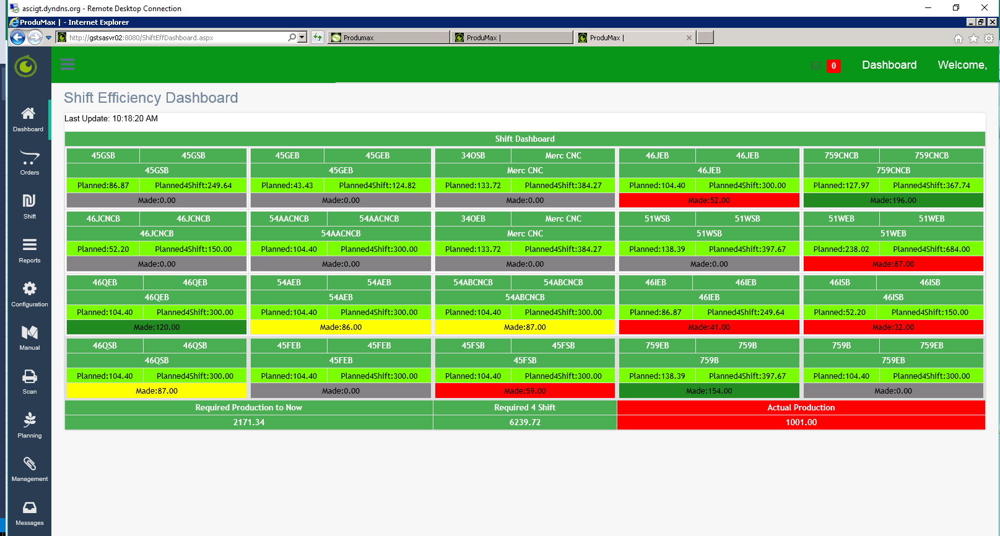 ascigt.dyndns.org - Remote Desktop Connection
ProduMax | - Internet Explorer
http://gstsasvr02:8080/ShiftEffDashboard.aspx
Produmax
ProduMax |
ProduMax |
0
Dashboard
Welcome,
Dashboard
Orders
Shift
Reports
Configuration
Manual
Scan
Planning
Management
Messages
Shift Efficiency Dashboard
Last Update: 10:18:20 AM
Shift Dashboard
45GSB 45GSB 45GEB 45GEB 34OSB Merc CNC 46JEB 46JEB 759CNCB 759CNCB
45GSB 45GEB Merc CNC 46JEB 759CNCB
Planned:86.87 Planned4Shift:249.64 Planned:43.43 Planned4Shift:124.82 Planned:133.72 Planned4Shift:384.27 Planned:104.40 Planned4Shift:300.00 Planned:127.97 Planned4Shift:367.74
Made:0.00 Made:0.00 Made:0.00 Made:52.00 Made:196.00
46JCNCB 46JCNCB 54AACNCB 54AACNCB 34OEB Merc CNC 51WSB 51WSB 51WEB 51WEB
46JCNCB 54AACNCB Merc CNC 51WSB 51WEB
Planned:52.20 Planned4Shift:150.00 Planned:104.40 Planned4Shift:300.00 Planned:133.72 Planned4Shift:384.27 Planned:138.39 Planned4Shift:397.67 Planned:238.02 Planned4Shift:684.00
Made:0.00 Made:0.00 Made:0.00 Made:0.00 Made:87.00
46QEB 46QEB 54AEB 54AEB 54ABCNCB 54ABCNCB 46IEB 46IEB 46ISB 46ISB
46QEB 54AEB 54ABCNCB 46IEB 46ISB
Planned:104.40 Planned4Shift:300.00 Planned:104.40 Planned4Shift:300.00 Planned:104.40 Planned4Shift:300.00 Planned:86.87 Planned4Shift:249.64 Planned:52.20 Planned4Shift:150.00
Made:120.00 Made:86.00 Made:87.00 Made:41.00 Made:32.00
46QSB 46QSB 45FEB 45FEB 45FSB 45FSB 759EB 759B 759B 759EB
46QSB 45FEB 45FSB 759B 759EB
Planned:104.40 Planned4Shift:300.00 Planned:104.40 Planned4Shift:300.00 Planned:104.40 Planned4Shift:300.00 Planned:138.39 Planned4Shift:397.67 Planned:104.40 Planned4Shift:300.00
Made:87.00 Made:0.00 Made:59.00 Made:154.00 Made:0.00
Required Production to Now Required 4 Shift Actual Production
2171.34 6239.72 1001.00